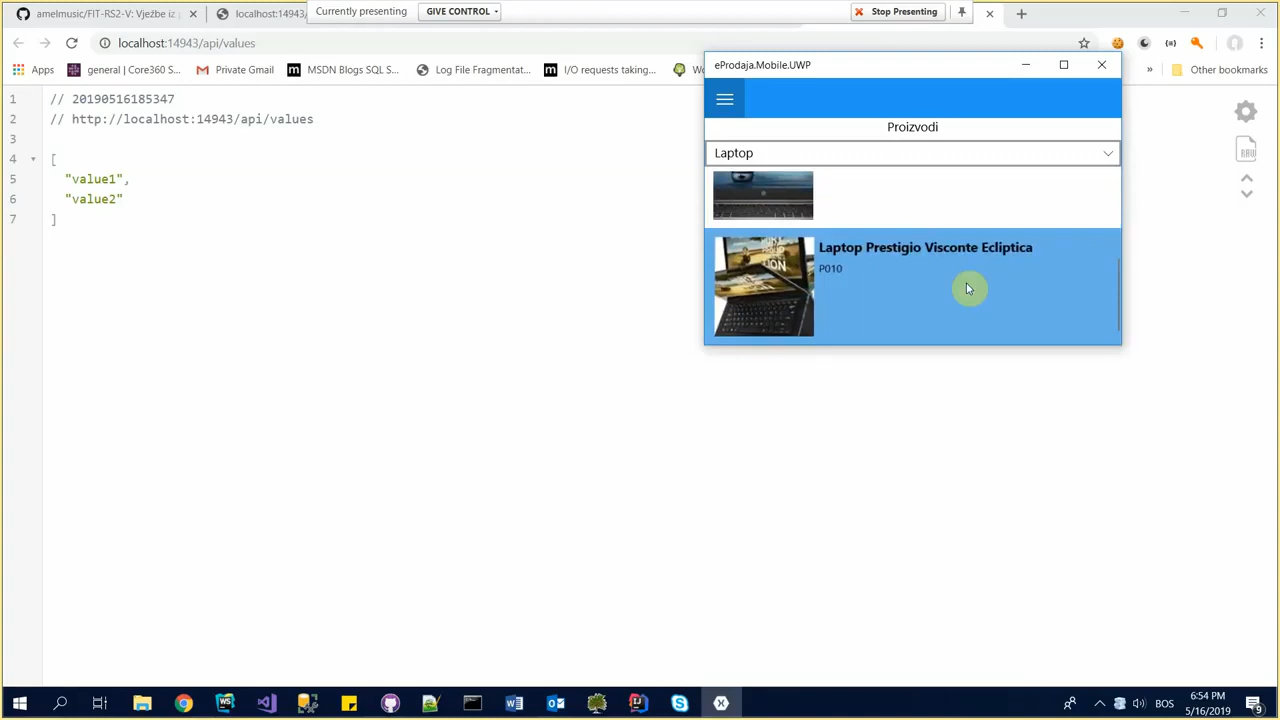 amelmusic/FIT-RS2-V: Vježbe iz
localhost:14943/
Currently presenting
GIVE CONTROL
Stop Presenting
localhost:14943/api/values
Apps
general | Core360 S...
Private Gmail
MSDN Blogs SQL S...
Log File Fragmentat...
I/O requests taking...
»
Other bookmarks
eProdaja.Mobile.UWP
Proizvodi
Laptop
Laptop Prestigio Visconte Ecliptica
P010
1 // 20190516185347
2 // http://localhost:14943/api/values
3
4 [
5 "value1",
6 "value2"
7 ]
RAW
6:54 PM
BOS
5/16/2019
9